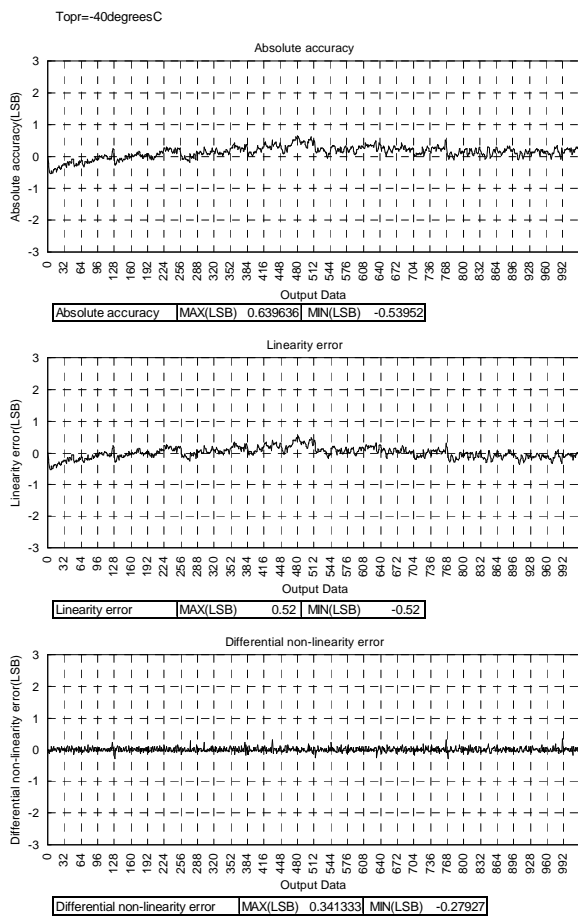 Topr=-40degreesC
Absolute accuracy
Absolute accuracy(LSB)
3
2
1
0
-1
-2
-3
0 32 64 96 128 160 192 224 256 288 320 352 384 416 448 480 512 544 576 608 640 672 704 736 768 800 832 864 896 928 960 992
Output Data
Absolute accuracy MAX(LSB) 0.639636 MIN(LSB) -0.53952
Linearity error
Linearity error(LSB)
3
2
1
0
-1
-2
-3
0 32 64 96 128 160 192 224 256 288 320 352 384 416 448 480 512 544 576 608 640 672 704 736 768 800 832 864 896 928 960 992
Output Data
Linearity error MAX(LSB) 0.52 MIN(LSB) -0.52
Differential non-linearity error
Differential non-linearity error(LSB)
3
2
1
0
-1
-2
-3
0 32 64 96 128 160 192 224 256 288 320 352 384 416 448 480 512 544 576 608 640 672 704 736 768 800 832 864 896 928 960 992
Output Data
Differential non-linearity error MAX(LSB) 0.341333 MIN(LSB) -0.27927